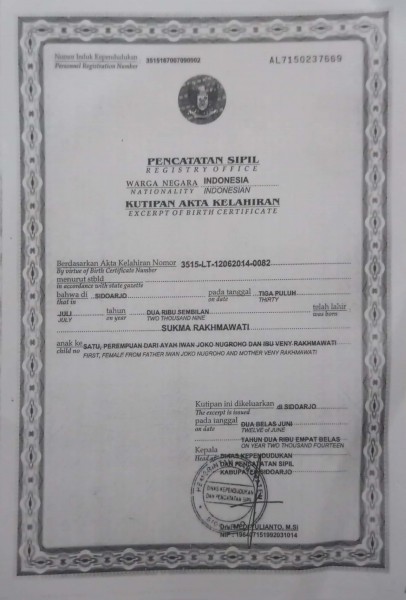 Nomor Induk Kependudukan 3515167007090002 AL7150237669
Personnel Registration Number
PENCATATAN SIPIL
REGISTRY OFFICE
WARGA NEGARA INDONESIA
NATIONALITY INDONESIAN
KUTIPAN AKTA KELAHIRAN
EXCERPT OF BIRTH CERTIFICATE
Berdasarkan Akta Kelahiran Nomor 3515-LT-12062014-0082
By virtue of Birth Certificate Number
menurut stbld
in accordance with state gazette
bahwa di SIDOARJO pada tanggal TIGA PULUH
that in on date THIRTY
JULI tahun DUA RIBU SEMBILAN telah lahir
JULY on year TWO THOUSAND NINE was born
SUKMA RAKHMAWATI
anak ke SATU, PEREMPUAN DARI AYAH IWAN JOKO NUGROHO DAN IBU VENY RAKHMAWATI
child no FIRST, FEMALE FROM FATHER IWAN JOKO NUGROHO AND MOTHER VENY RAKHMAWATI
Kutipan ini dikeluarkan di SIDOARJO
The excerpt is issued
pada tanggal DUA BELAS JUNI
on date TWELVE of JUNE
TAHUN DUA RIBU EMPAT BELAS
ON YEAR TWO THOUSAND FOURTEEN
Kepala DINAS KEPENDUDUKAN
Head of DAN PENCATATAN SIPIL
KABUPATEN SIDOARJO
DINAS KEPENDUDUKAN
DAN PENCATATAN SIPIL
YULIANTO, M.Si
NIP.